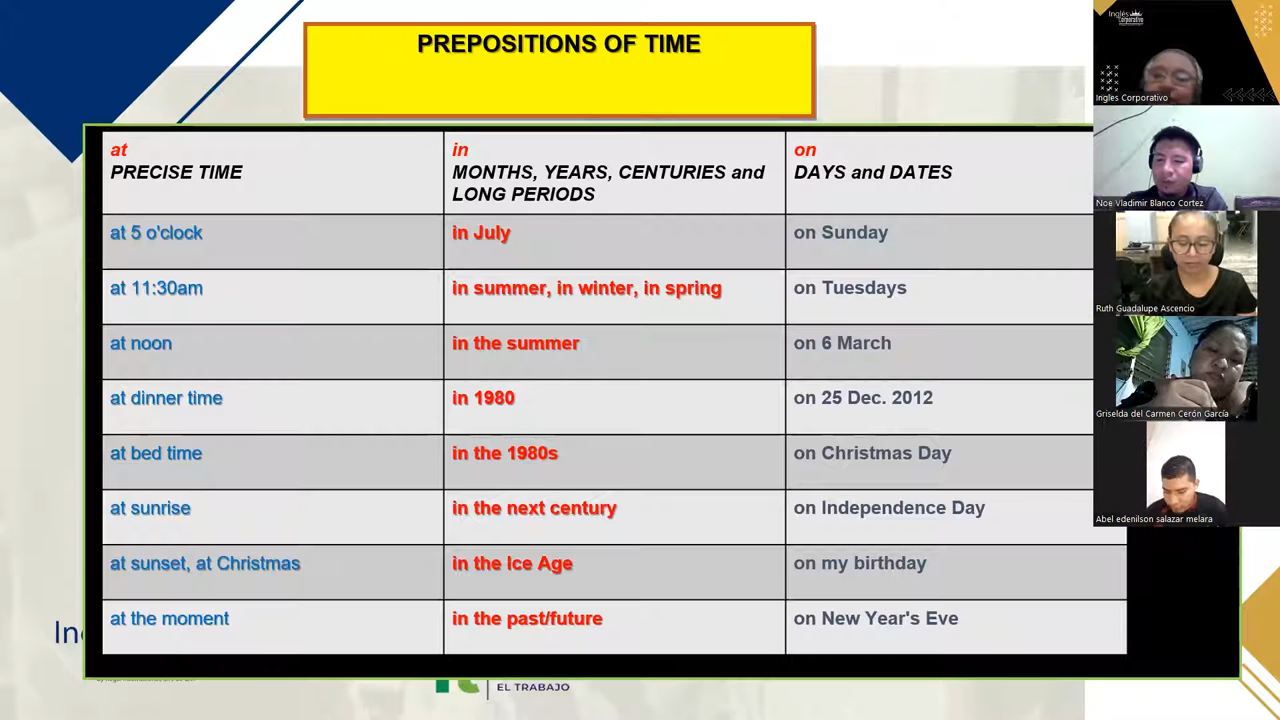 PREPOSITIONS OF TIME
at
PRECISE TIME
in
MONTHS, YEARS, CENTURIES and
LONG PERIODS
on
DAYS and DATES
at 5 o'clock
in July
on Sunday
at 11:30am
in summer, in winter, in spring
on Tuesdays
at noon
in the summer
on 6 March
at dinner time
in 1980
on 25 Dec. 2012
at bed time
in the 1980s
on Christmas Day
at sunrise
in the next century
on Independence Day
at sunset, at Christmas
in the Ice Age
on my birthday
at the moment
in the past/future
on New Year's Eve
EL TRABAJO
Inglés
Corporativo
Ingles Corporativo
Noe Vladimir Blanco Cortez
Ruth Guadalupe Ascencio
Griselda del Carmen Cerón García
Abel edenilson salazar melara